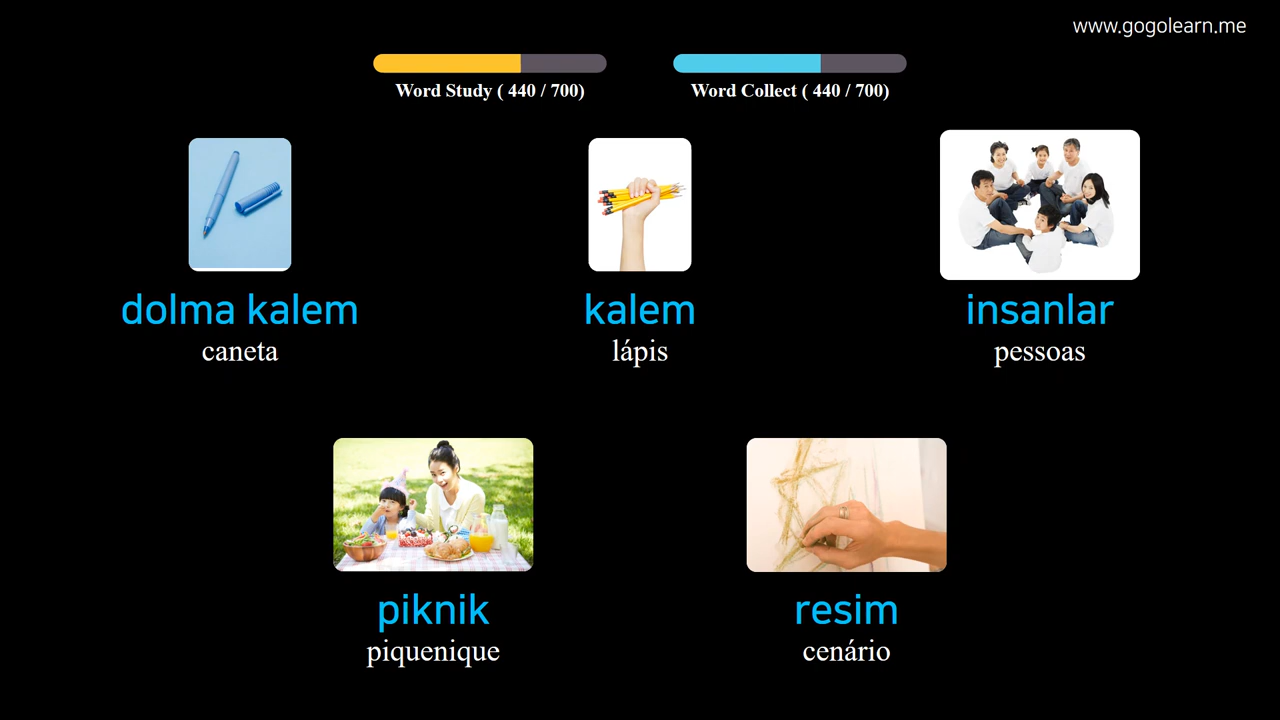 www.gogolearn.me
Word Study ( 440 / 700)
Word Collect ( 440 / 700)
dolma kalem
caneta
kalem
lápis
insanlar
pessoas
piknik
piquenique
resim
cenário